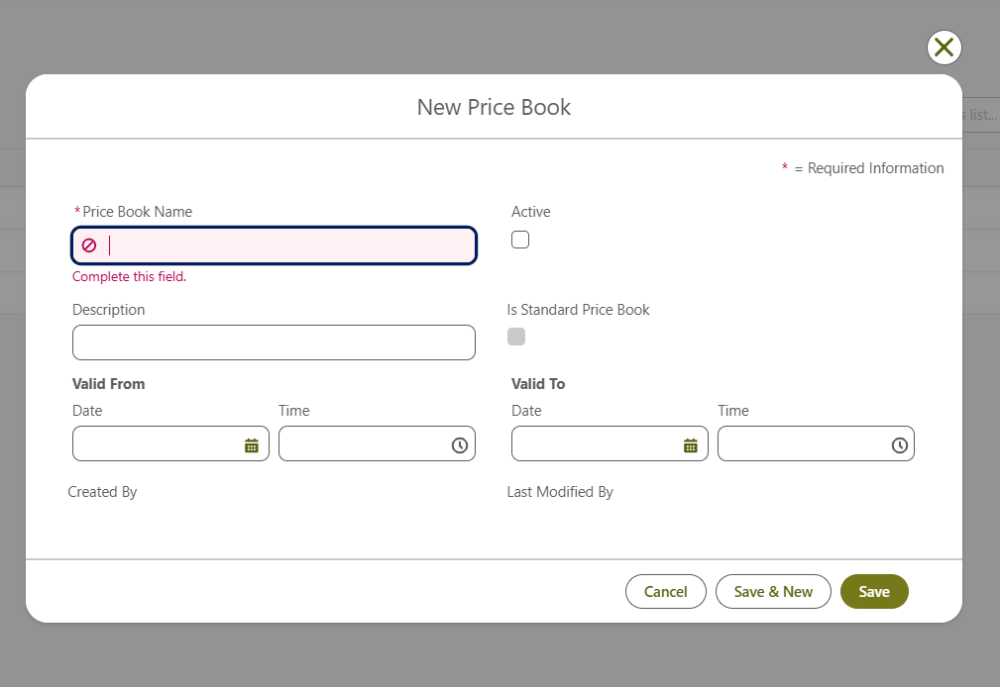 New Price Book
s list...
* = Required Information
*Price Book Name
Active
Complete this field.
Description
Is Standard Price Book
Valid From
Valid To
Date
Time
Date
Time
Created By
Last Modified By
Cancel
Save & New
Save